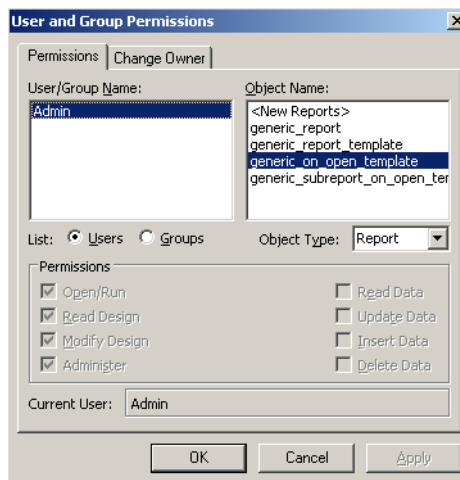 User and Group Permissions
Permissions
Change Owner
User/Group Name:
Object Name:
Admin
<New Reports>
generic_report
generic_report_template
generic_on_open_template
generic_subreport_on_open_ter
List: Users Groups
Object Type: Report
Permissions
Open/Run
Read Data
Read Design
Update Data
Modify Design
Insert Data
Administer
Delete Data
Current User: Admin
OK
Cancel
Apply